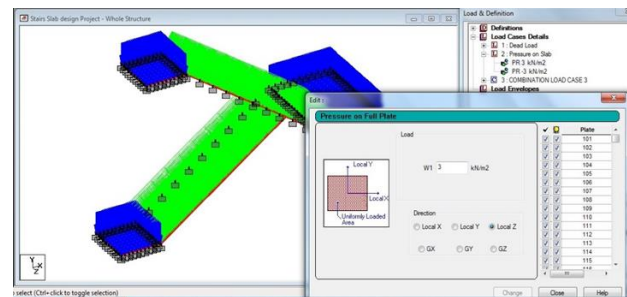 Stairs Slab design Project - Whole Structure
Load & Definition
Definitions
Load Cases Details
1 : Dead Load
2 : Pressure on Slab
PR 3 kN/m2
PR -3 kN/m2
3 : COMBINATION LOAD CASE 3
Load Envelopes
Edit :
Pressure on Full Plate
Load
W1 3 kN/m2
Local Y
Local X
Uniformly Loaded
Area
Direction
Local X Local Y Local Z
GX GY GZ
Plate
101
102
103
104
105
106
107
108
109
110
111
112
113
114
115
Change Close Help
Y
X
Z
select (Ctrl+click to toggle selection)